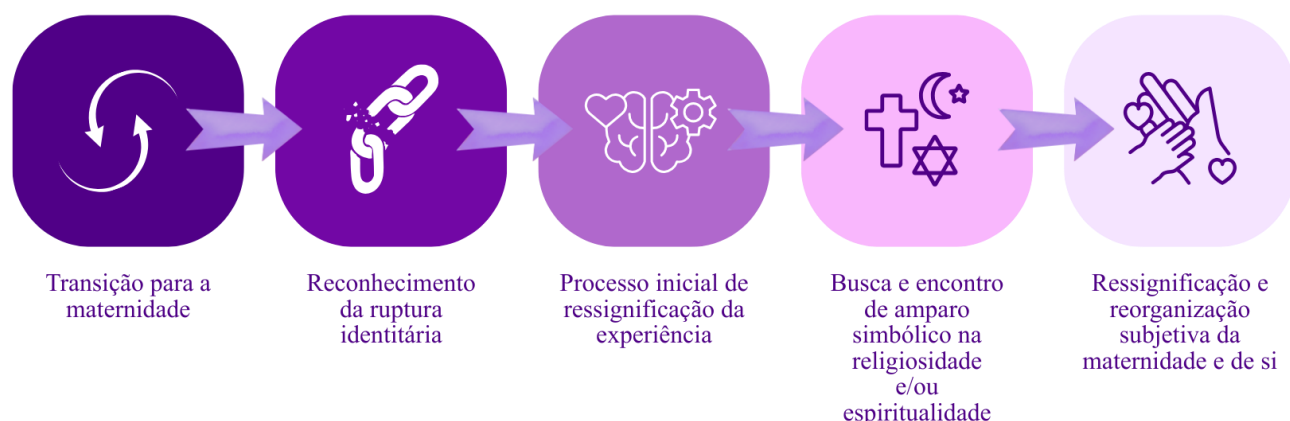 Transição para a
maternidade
Reconhecimento
da ruptura
identitária
Processo inicial de
ressignificação da
experiência
Busca e encontro
de amparo
simbólico na
religiosidade
e/ou
espiritualidade
Ressignificação e
reorganização
subjetiva da
maternidade e de si